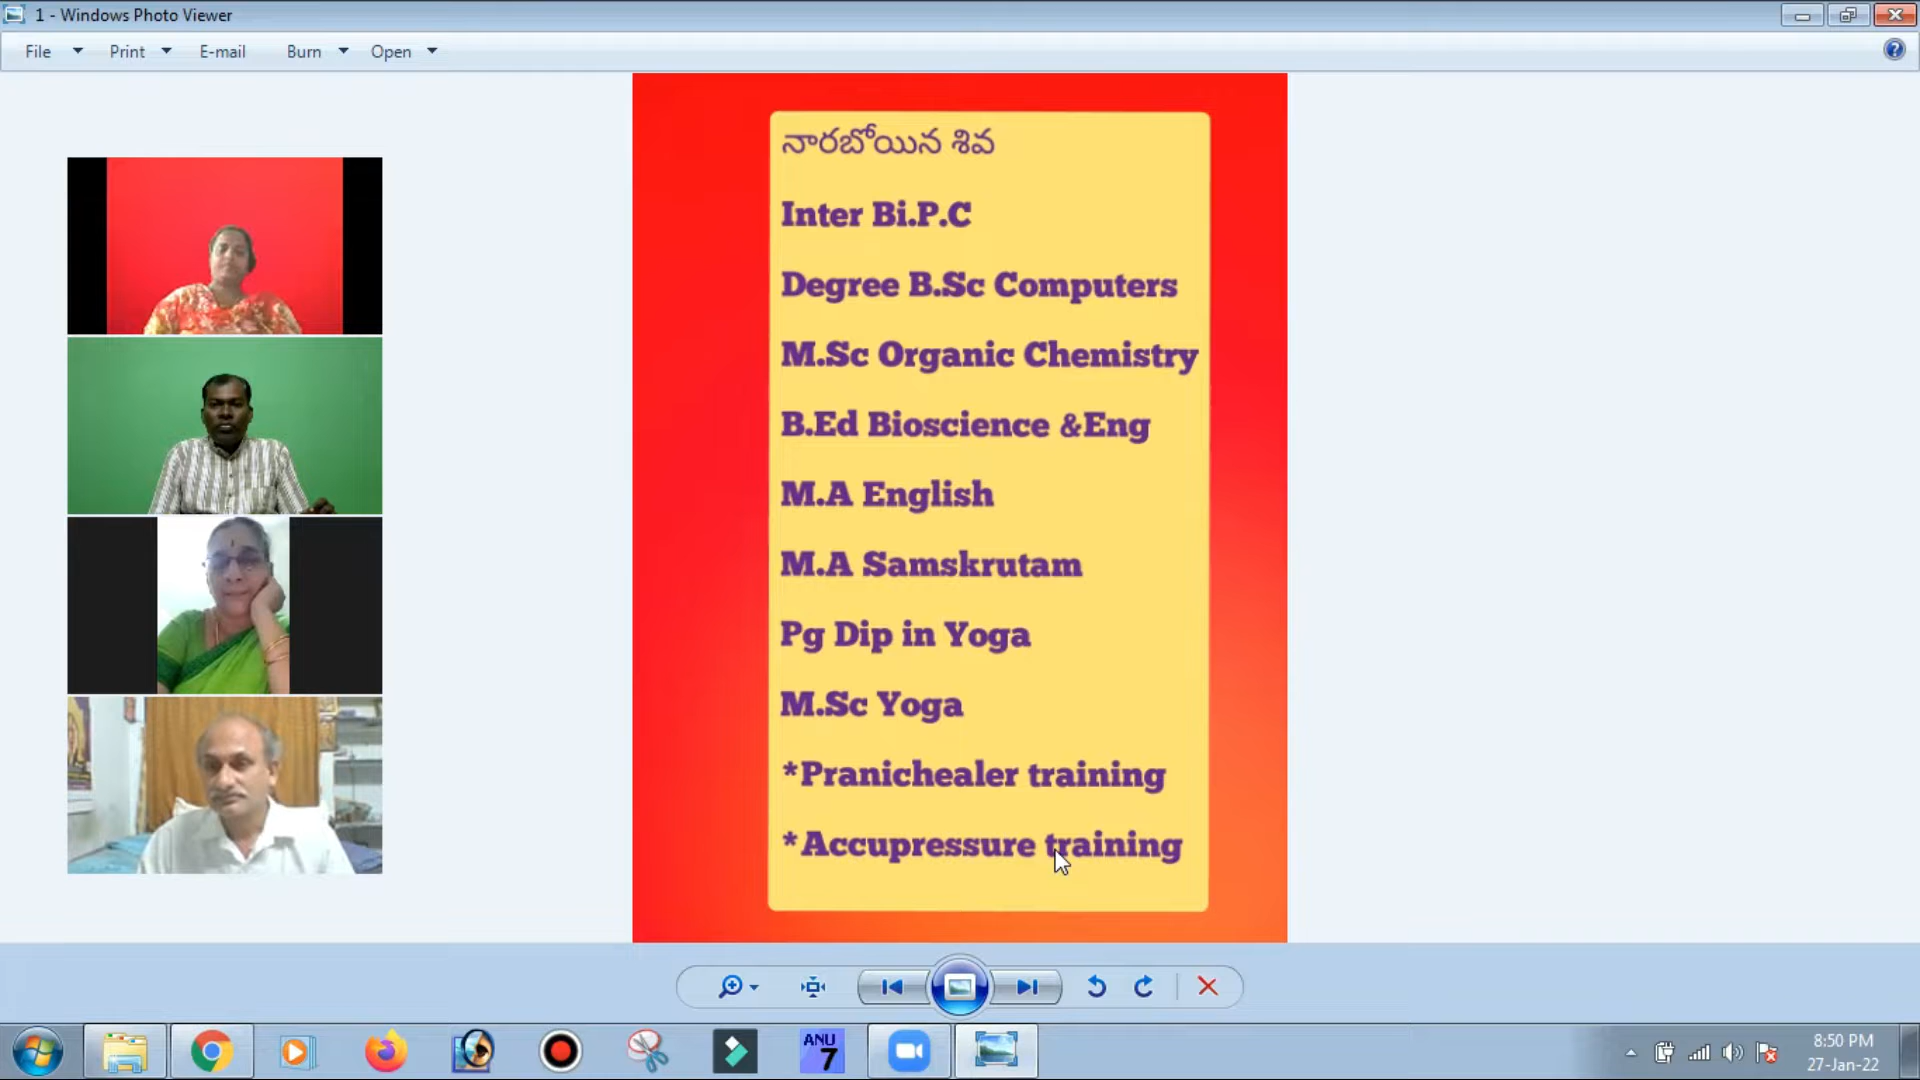 1 - Windows Photo Viewer
File Print E-mail Burn Open
నారబోయిన శివ
Inter Bi.P.C
Degree B.Sc Computers
M.Sc Organic Chemistry
B.Ed Bioscience &Eng
M.A English
M.A Samskrutam
Pg Dip in Yoga
M.Sc Yoga
*Pranichealer training
*Accupressure training
ANU
7
8:50 PM
27-Jan-22